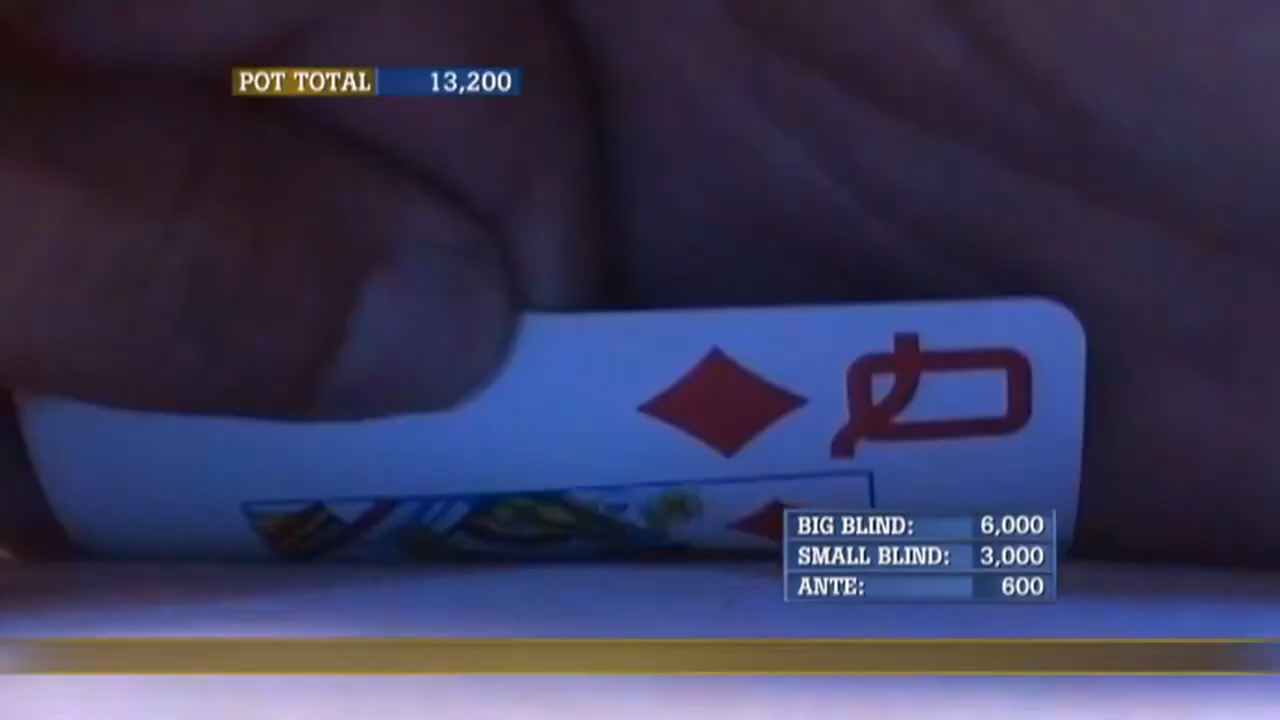 POT TOTAL 13,200
Q
BIG BLIND: 6,000
SMALL BLIND: 3,000
ANTE: 600